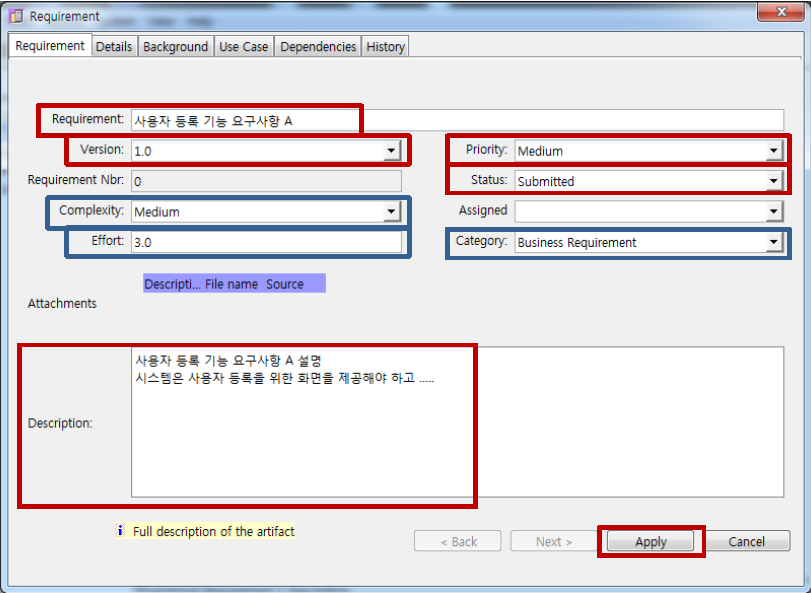 Requirement
Requirement Details Background Use Case Dependencies History
Requirement: 사용자 등록 기능 요구사항 A
Version: 1.0 Priority: Medium
Requirement Nbr: 0 Status: Submitted
Complexity: Medium Assigned
Effort: 3.0 Category: Business Requirement
Descripti... File name Source
Attachments
사용자 등록 기능 요구사항 A 설명
시스템은 사용자 등록을 위한 화면을 제공해야 하고 .....
Description:
i Full description of the artifact
< Back Next > Apply Cancel